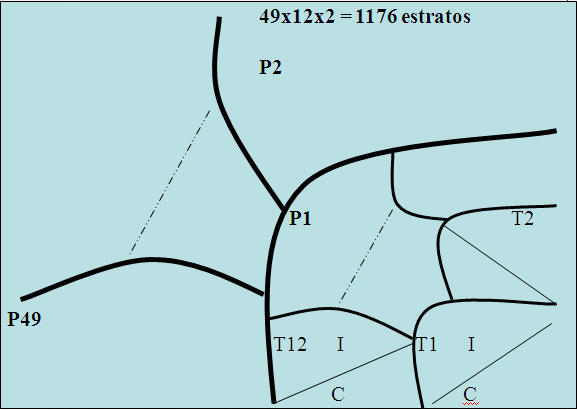 49x12x2 = 1176 estratos
P2
P1
T2
P49
T12 I T1 I
C C